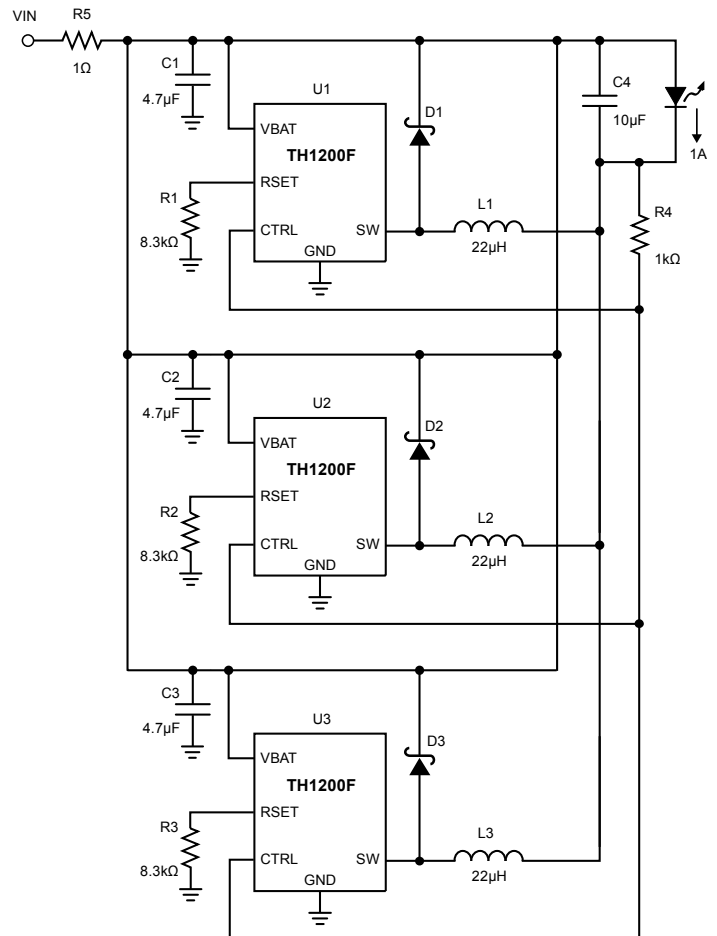 VIN
R5
1Ω
C1
4.7µF
U1
VBAT
TH1200F
RSET
R1
8.3kΩ
CTRL
SW
GND
D1
L1
22µH
C4
10µF
1A
R4
1kΩ
C2
4.7µF
U2
VBAT
TH1200F
RSET
R2
8.3kΩ
CTRL
SW
GND
D2
L2
22µH
C3
4.7µF
U3
VBAT
TH1200F
RSET
R3
8.3kΩ
CTRL
SW
GND
D3
L3
22µH